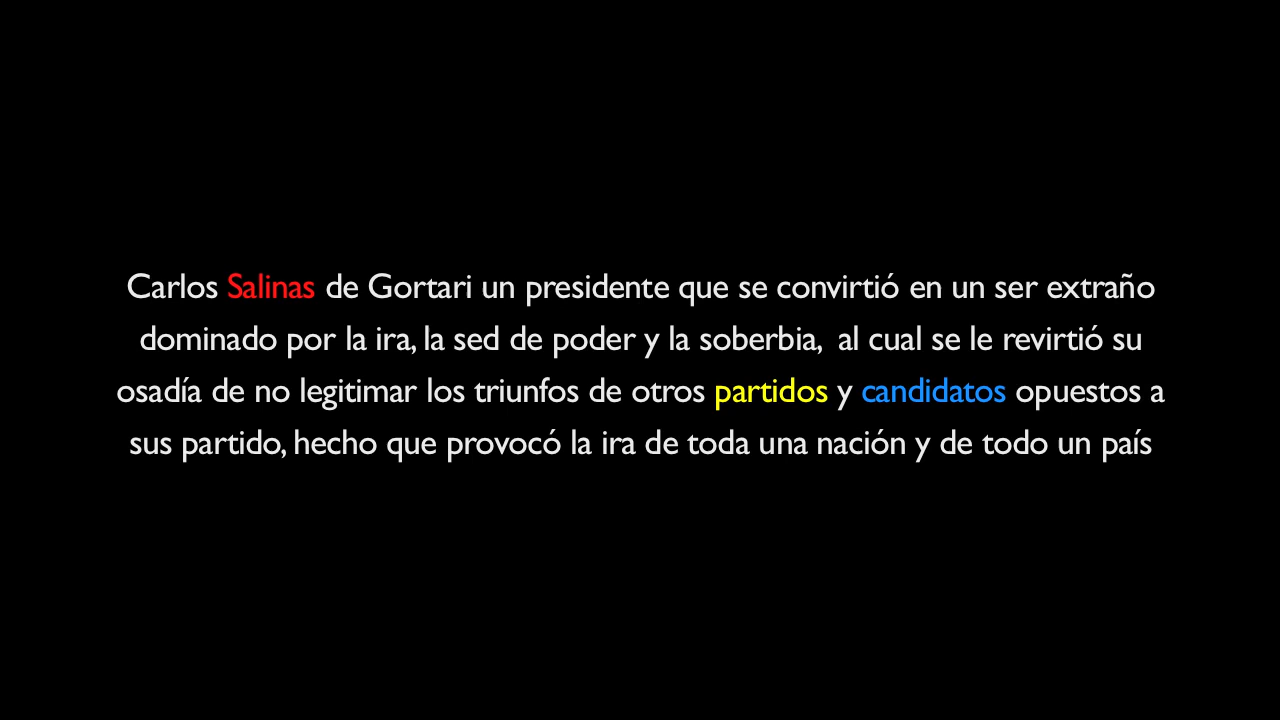 Carlos Salinas de Gortari un presidente que se convirtió en un ser extraño
dominado por la ira, la sed de poder y la soberbia,  al cual se le revirtió su
osadía de no legitimar los triunfos de otros partidos y candidatos opuestos a
sus partido, hecho que provocó la ira de toda una nación y de todo un país